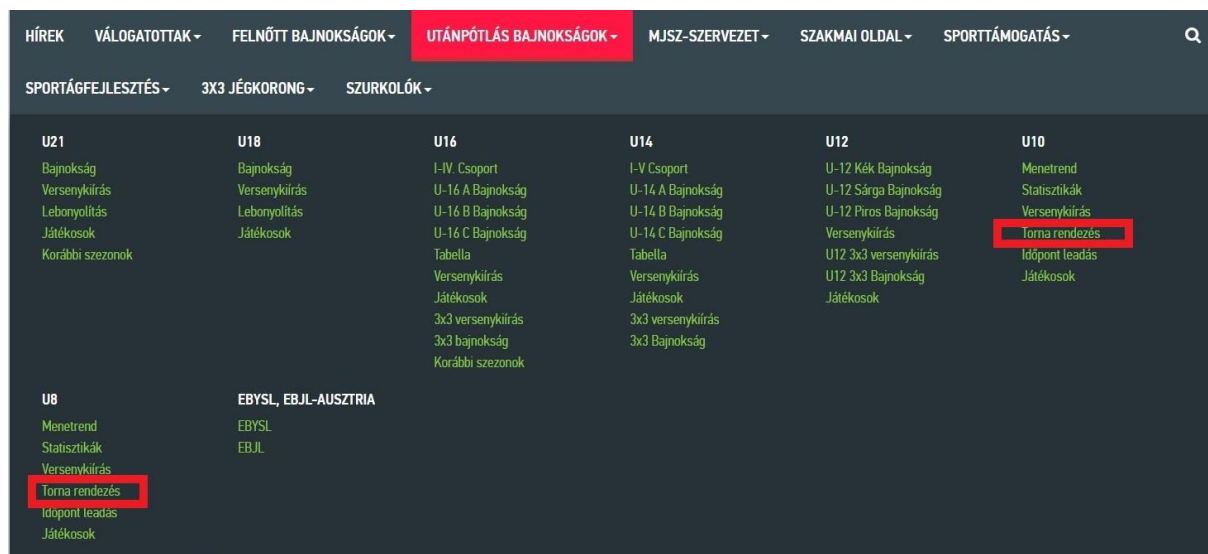 HÍREK VÁLOGATOTTAK FELNŐTT BAJNOKSÁGOK UTÁNPÓTLÁS BAJNOKSÁGOK MJSZ-SZERVEZET SZAKMAI OLDAL SPORTTÁMOGATÁS
SPORTÁGFEJLESZTÉS 3X3 JÉGKORONG SZURKOLÓK
U21
Bajnokság
Versenykiírás
Lebonyolítás
Játékosok
Korábbi szezonok
U18
Bajnokság
Versenykiírás
Lebonyolítás
Játékosok
U16
I-IV. Csoport
U-16 A Bajnokság
U-16 B Bajnokság
U-16 C Bajnokság
Tabella
Versenykiírás
Játékosok
3x3 versenykiírás
3x3 bajnokság
Korábbi szezonok
U14
I-V Csoport
U-14 A Bajnokság
U-14 B Bajnokság
U-14 C Bajnokság
Tabella
Versenykiírás
Játékosok
3x3 versenykiírás
3x3 Bajnokság
U12
U-12 Kék Bajnokság
U-12 Sárga Bajnokság
U-12 Piros Bajnokság
Versenykiírás
U12 3x3 versenykiírás
U12 3x3 Bajnokság
Játékosok
U10
Menetrend
Statisztikák
Versenykiírás
Torna rendezés
Időpont leadás
Játékosok
U8
Menetrend
Statisztikák
Versenykiírás
Torna rendezés
Időpont leadás
Játékosok
EBYSL, EBJL-AUSZTRIA
EBYSL
EBJL